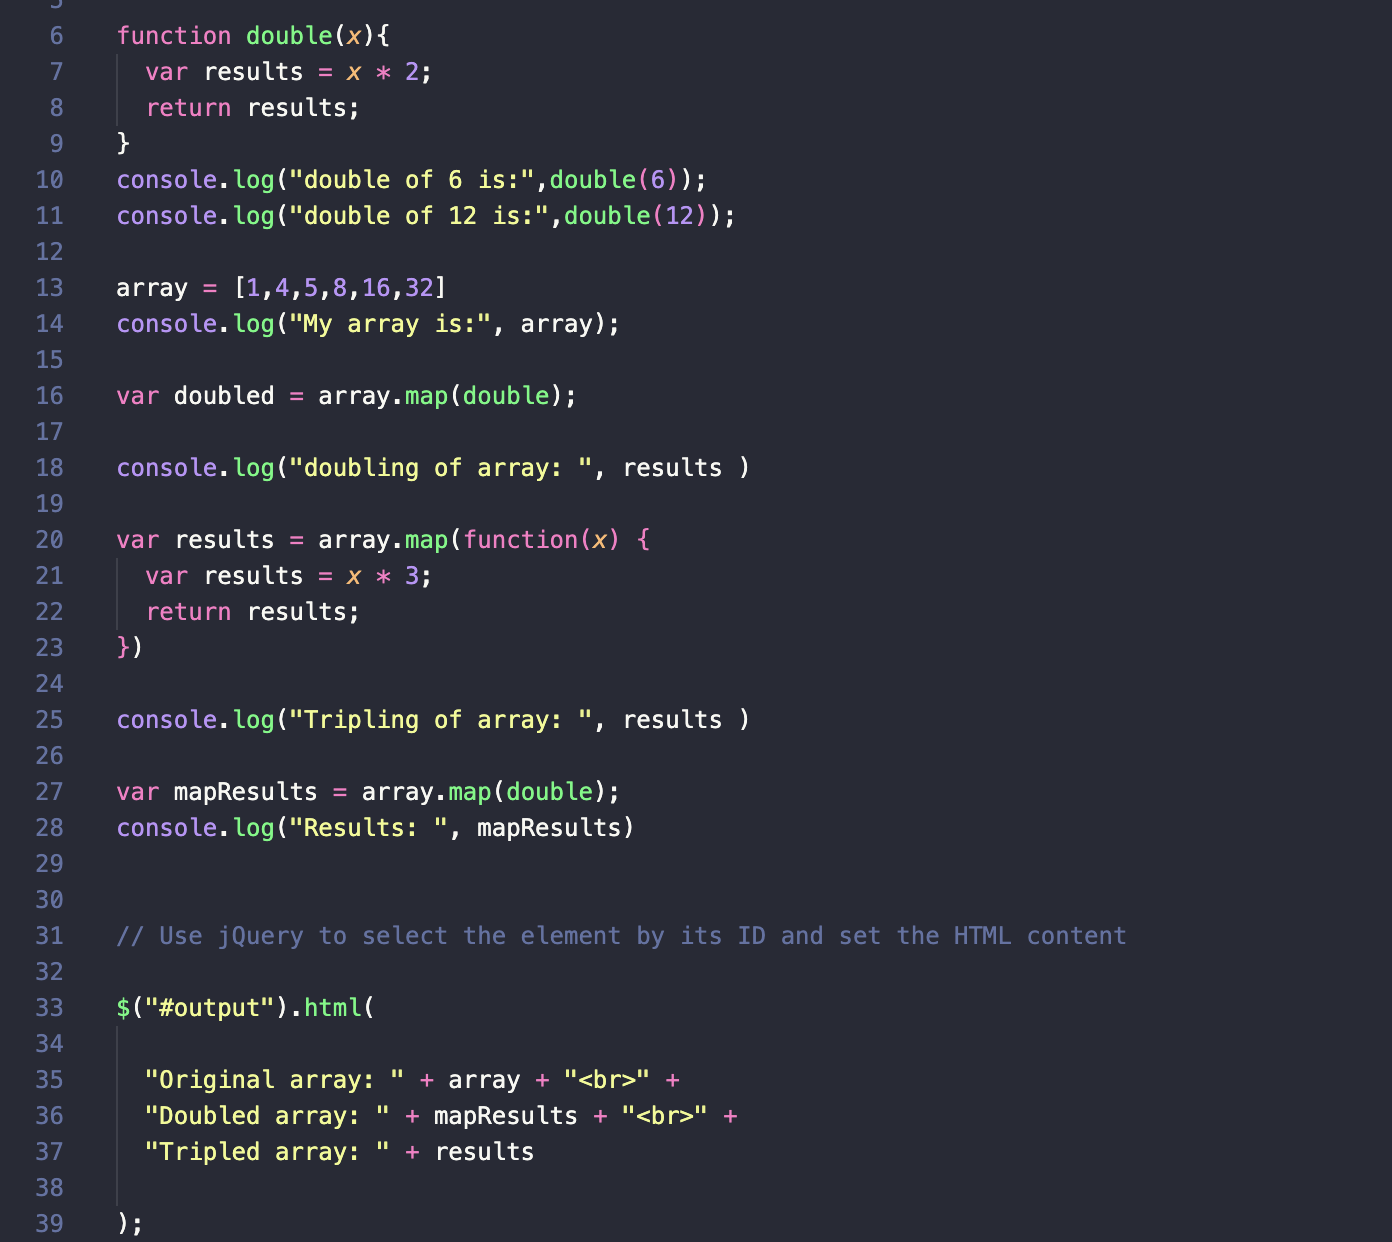 5
6 function double(x){
7 var results = x * 2;
8 return results;
9 }
10 console.log("double of 6 is:",double(6));
11 console.log("double of 12 is:",double(12));
12
13 array = [1,4,5,8,16,32]
14 console.log("My array is:", array);
15
16 var doubled = array.map(double);
17
18 console.log("doubling of array: ", results )
19
20 var results = array.map(function(x) {
21 var results = x * 3;
22 return results;
23 })
24
25 console.log("Tripling of array: ", results )
26
27 var mapResults = array.map(double);
28 console.log("Results: ", mapResults)
29
30
31 // Use jQuery to select the element by its ID and set the HTML content
32
33 $("#output").html(
34
35 "Original array: " + array + "<br>" +
36 "Doubled array: " + mapResults + "<br>" +
37 "Tripled array: " + results
38
39 );